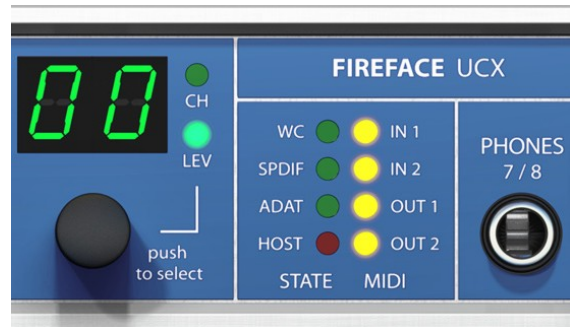 00
CH
LEV
push
to select
FIREFACE UCX
WC IN 1
SPDIF IN 2
ADAT OUT 1
HOST OUT 2
STATE MIDI
PHONES
7 / 8